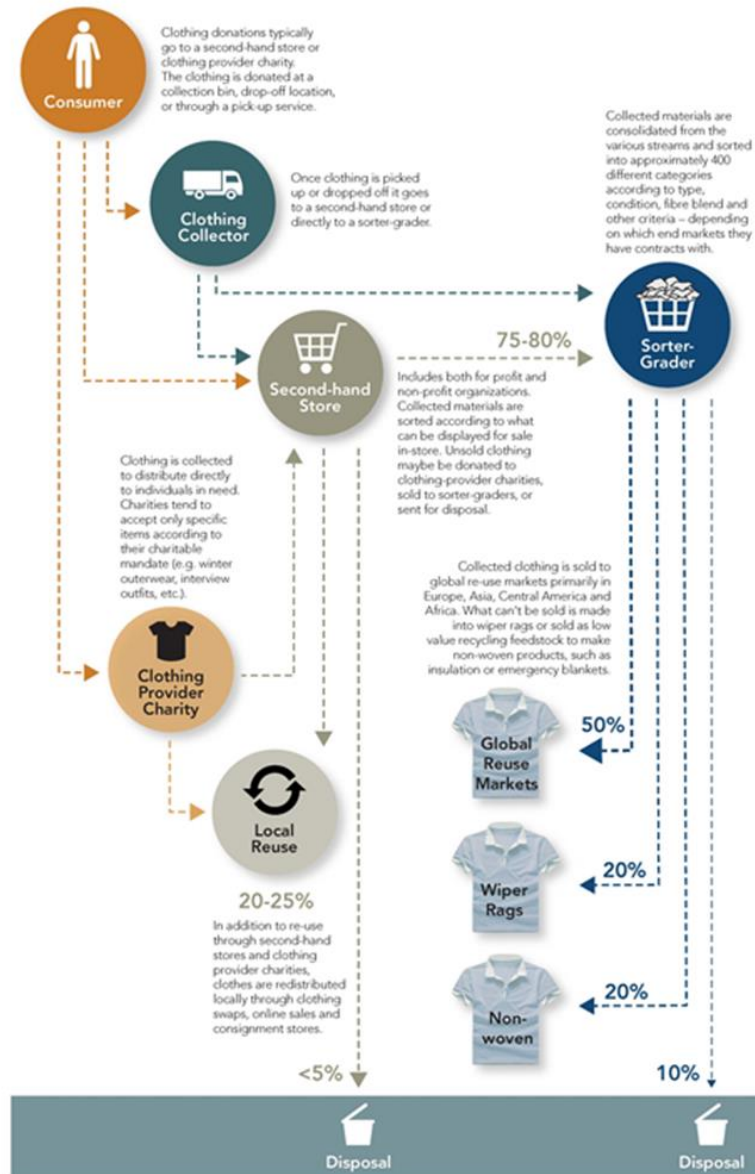 Clothing donations typically
go to a second-hand store or
clothing provider charity.
The clothing is donated at a
collection bin, drop-off location,
or through a pick-up service.
Consumer
Collected materials are
consolidated from the
various streams and sorted
into approximately 400
different categories
according to type,
condition, fibre blend and
other criteria – depending
on which end markets they
have contracts with.
Once clothing is picked
up or dropped off it goes
to a second-hand store or
directly to a sorter-grader.
Clothing
Collector
Sorter-
Grader
75-80%
Second-hand
Store
Includes both for profit and
non-profit organizations.
Collected materials are
sorted according to what
can be displayed for sale
in-store. Unsold clothing
maybe be donated to
clothing-provider charities,
sold to sorter-graders, or
sent for disposal.
Clothing is collected
to distribute directly
to individuals in need.
Charities tend to
accept only specific
items according to
their charitable
mandate (e.g. winter
outerwear, interview
outfits, etc.).
Clothing
Provider
Charity
Collected clothing is sold to
global re-use markets primarily in
Europe, Asia, Central America and
Africa. What can't be sold is made
into wiper rags or sold as low
value recycling feedstock to make
non-woven products, such as
insulation or emergency blankets.
50%
Global
Reuse
Markets
Local
Reuse
20-25%
In addition to re-use
through second-hand
stores and clothing
provider charities,
clothes are redistributed
locally through clothing
swaps, online sales and
consignment stores.
20%
Wiper
Rags
20%
Non-
woven
<5%
10%
Disposal
Disposal